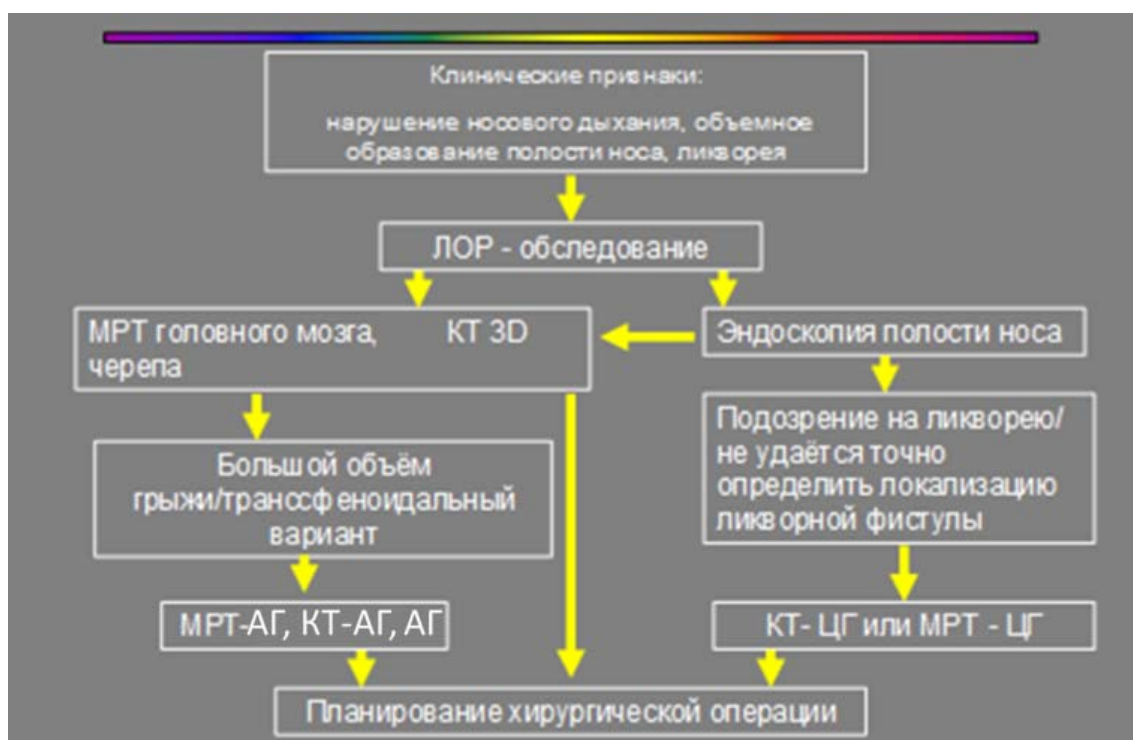 Клинические признаки:
нарушение носового дыхания, объемное
образование полости носа, ликворея
ЛОР - обследование
МРТ головного мозга, КТ 3D
черепа
Эндоскопия полости носа
Большой объём
грыжи/транссфеноидальный
вариант
Подозрение на ликворею/
не удаётся точно
определить локализацию
ликворной фистулы
МРТ-АГ, КТ-АГ, АГ
КТ- ЦГ или МРТ - ЦГ
Планирование хирургической операции